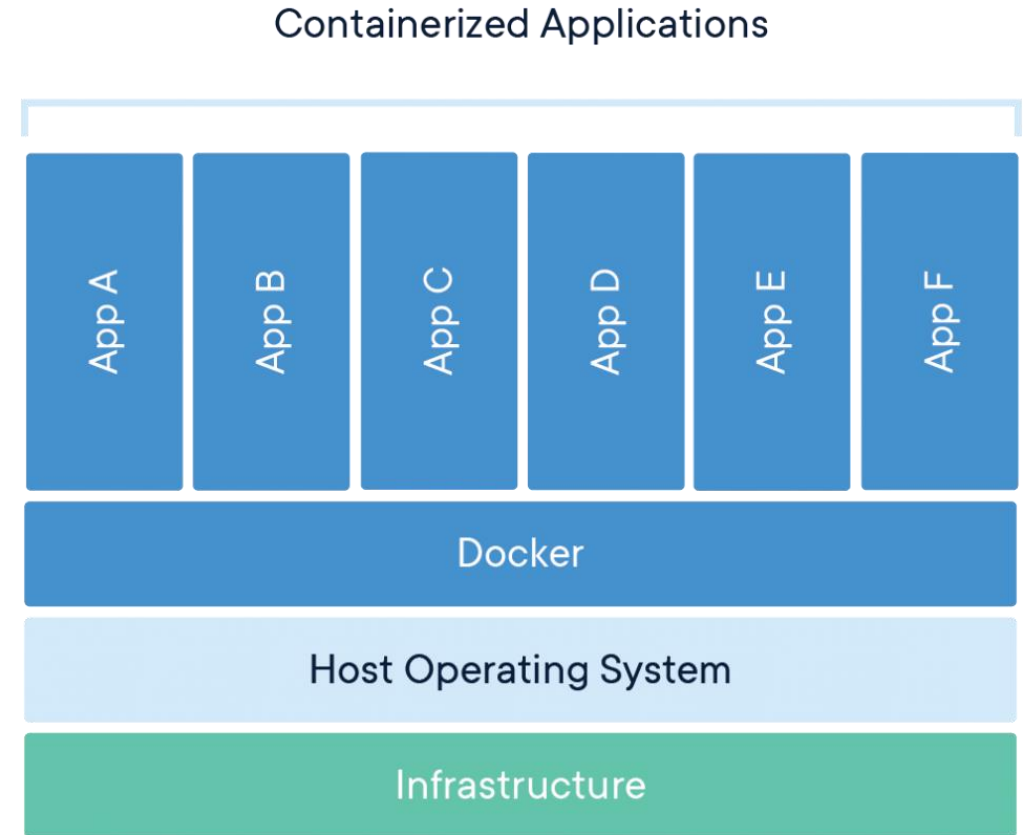 Containerized Applications
App A
App B
App C
App D
App E
App F
Docker
Host Operating System
Infrastructure